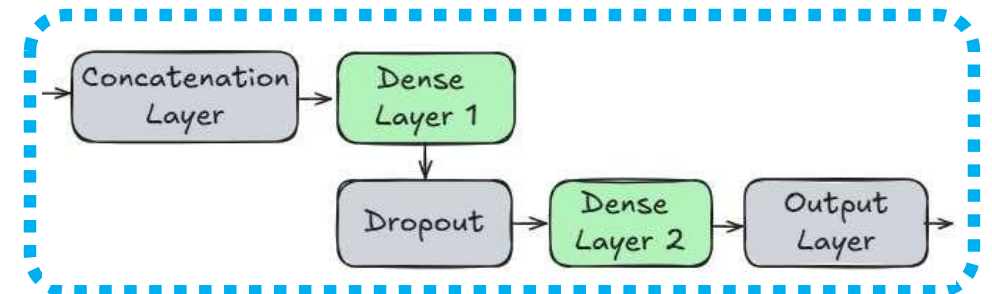 Concatenation
Layer
Dense
Layer 1
Dropout
Dense
Layer 2
Output
Layer